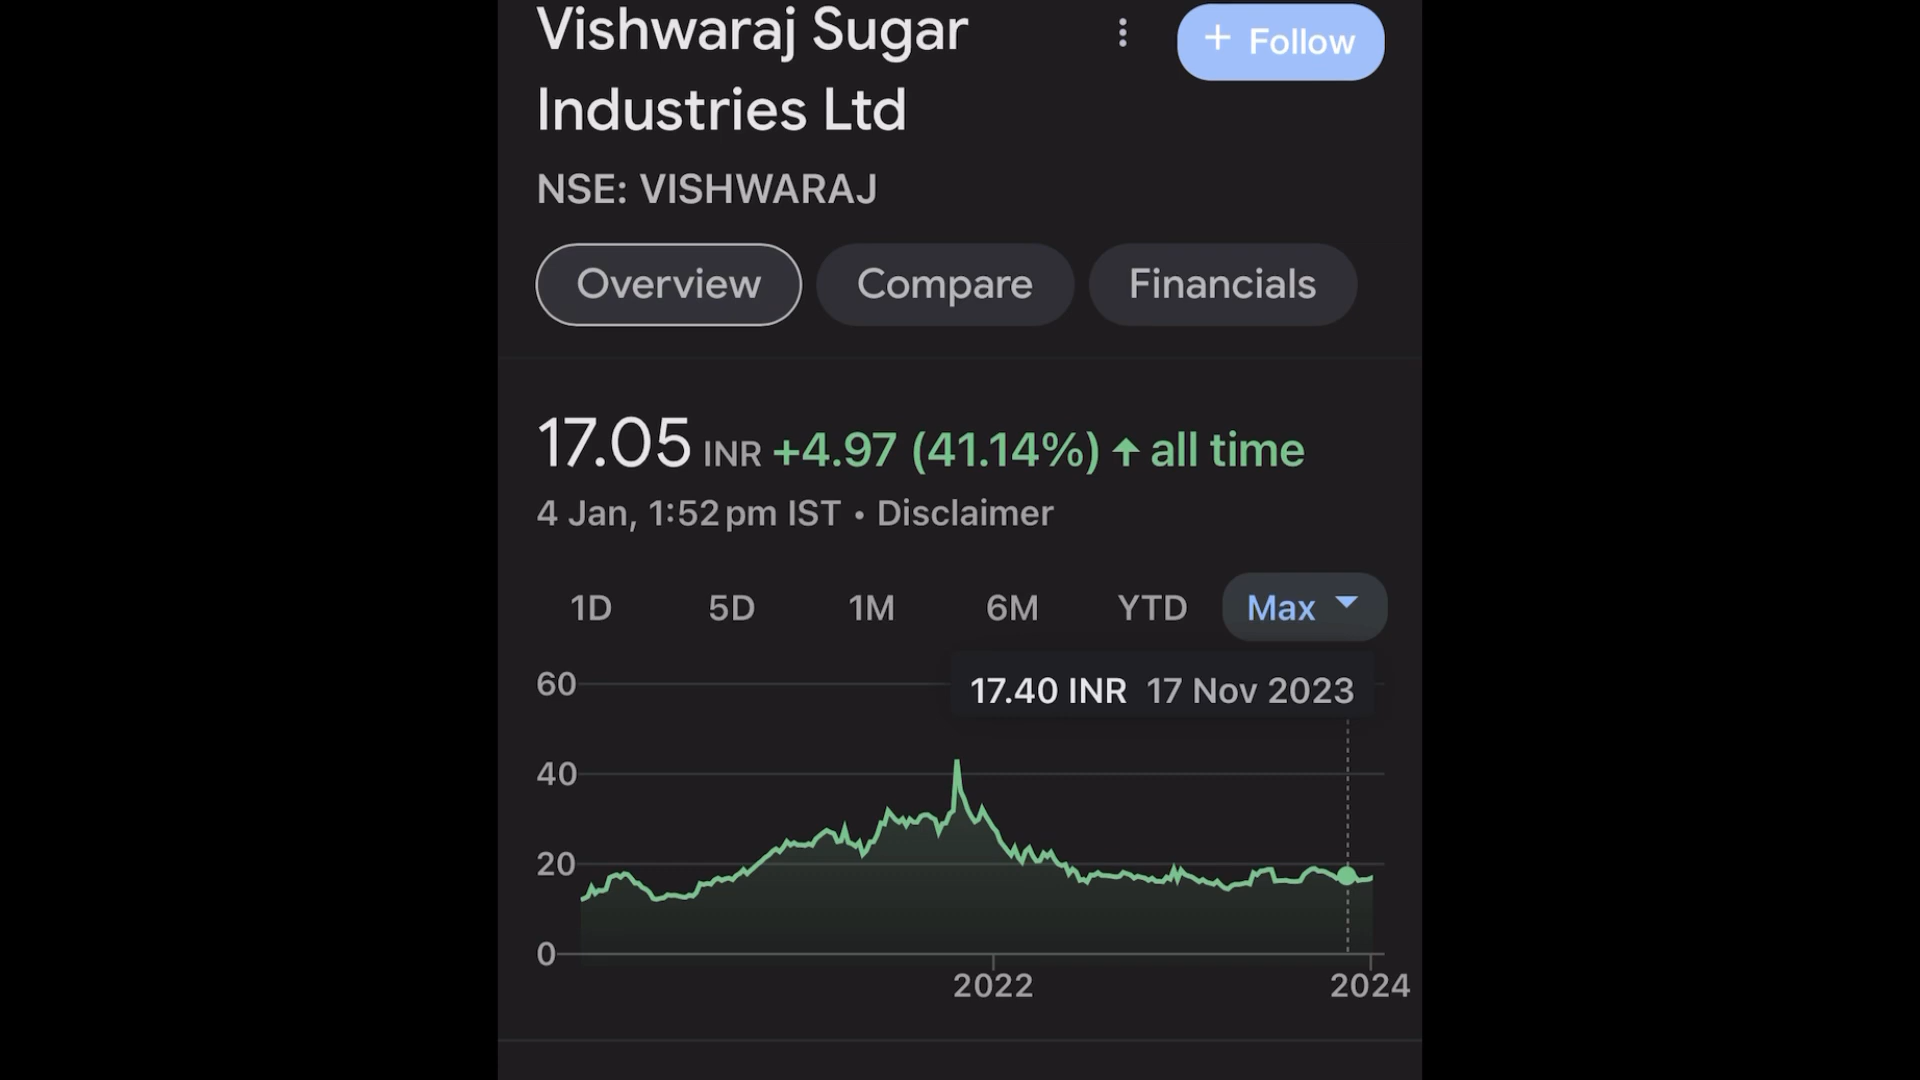 Vishwaraj Sugar
Industries Ltd
+ Follow
NSE: VISHWARAJ
Overview
Compare
Financials
17.05 INR +4.97 (41.14%) ↑ all time
4 Jan, 1:52 pm IST • Disclaimer
1D 5D 1M 6M YTD Max
17.40 INR 17 Nov 2023
60
40
20
0
2022 2024